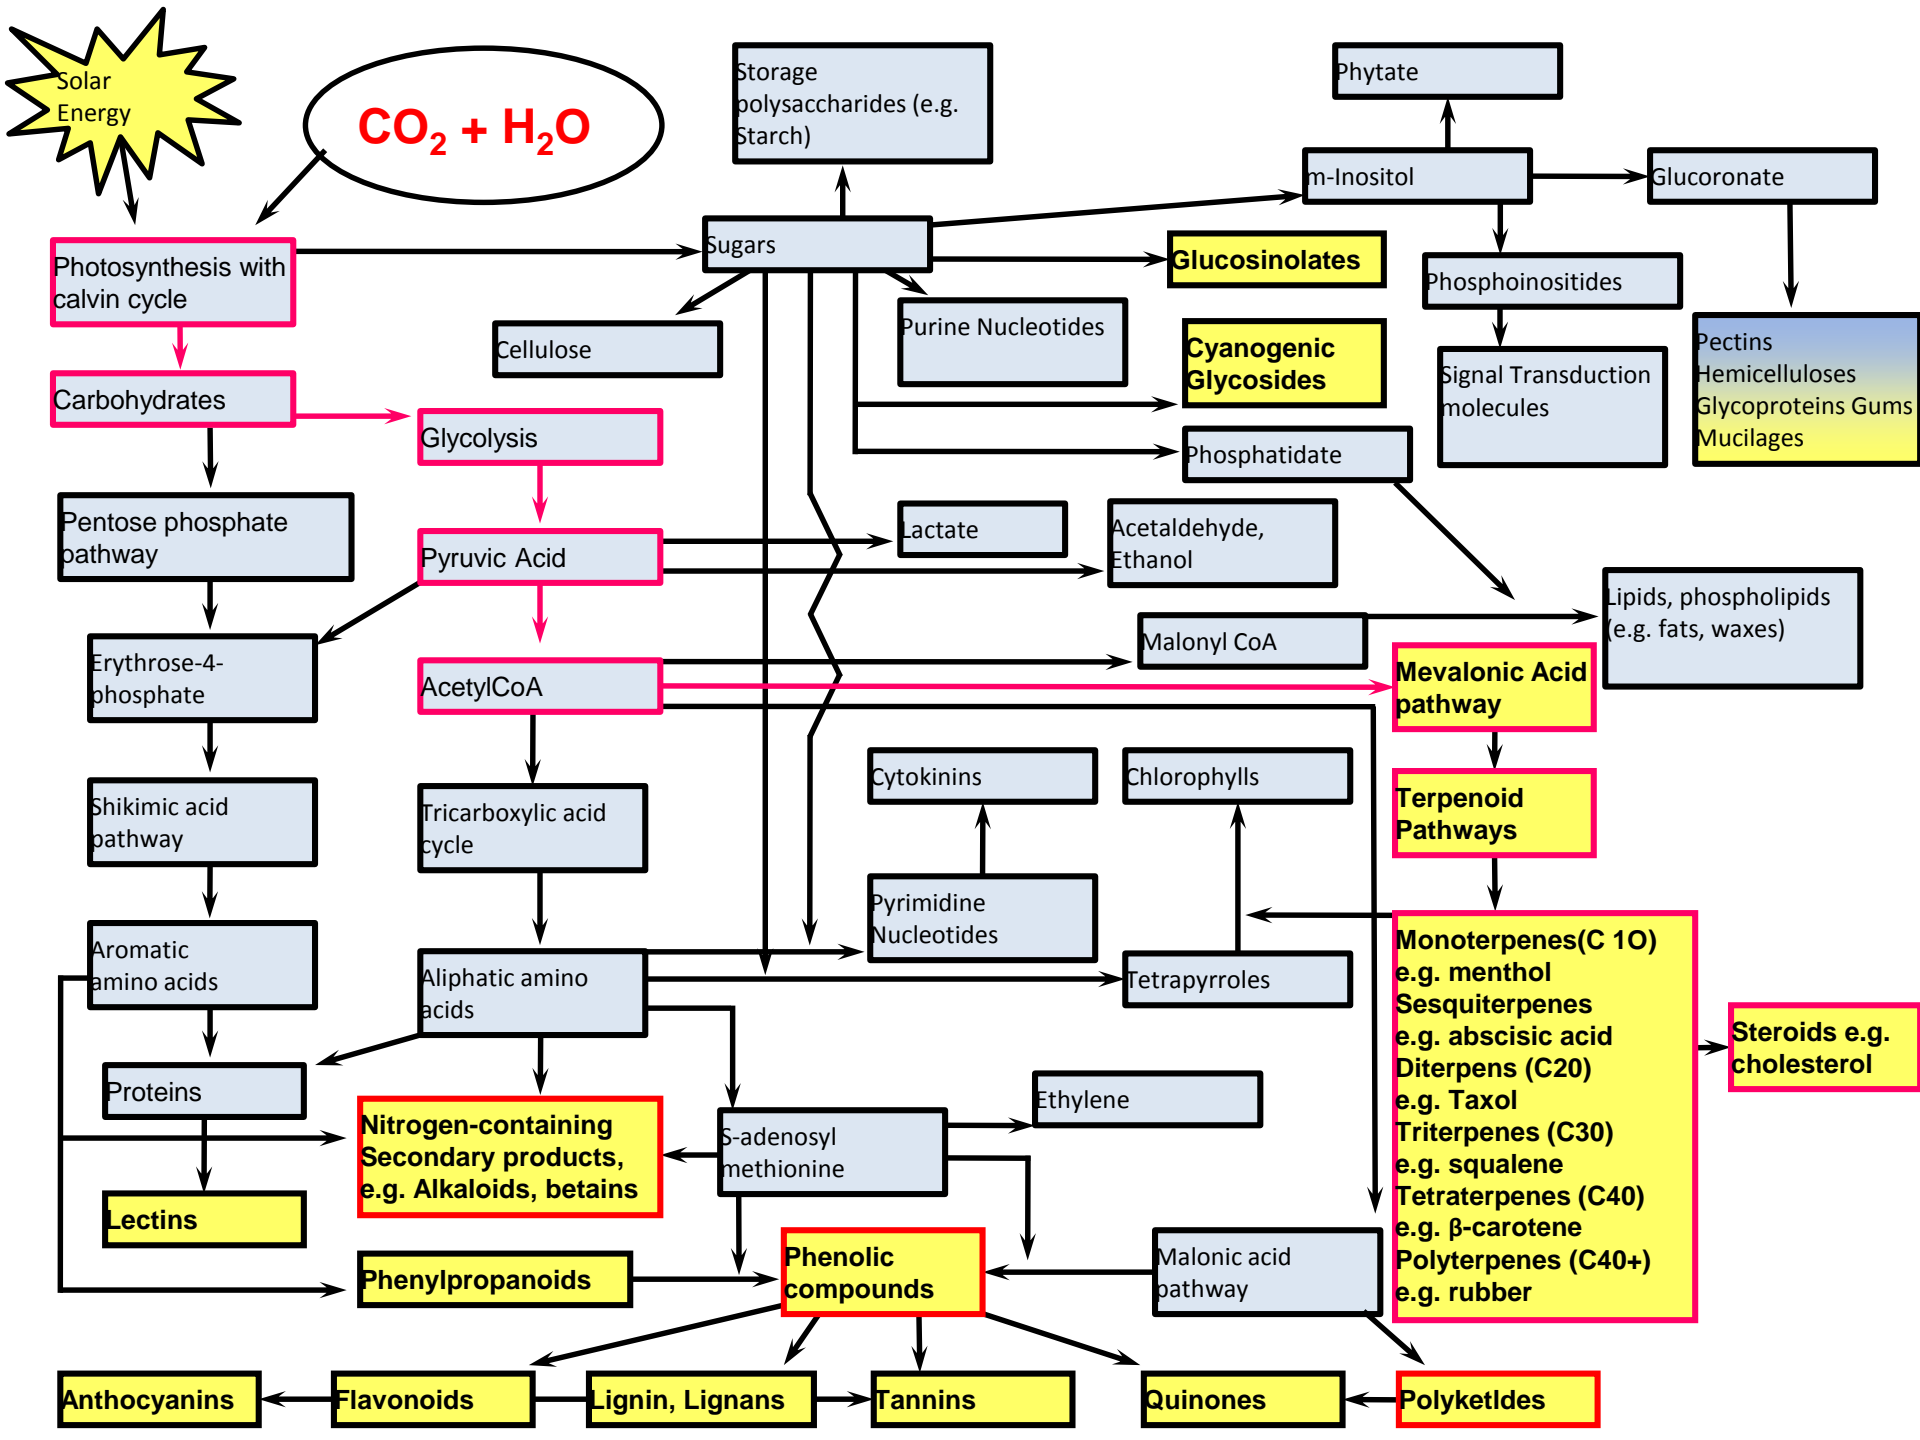 Solar
Energy
CO₂ + H₂O
Storage
polysaccharides (e.g.
Starch)
Phytate
m-Inositol
Glucoronate
Sugars
Photosynthesis with
calvin cycle
Glucosinolates
Phosphoinositides
Purine Nucleotides
Cellulose
Cyanogenic
Glycosides
Pectins
Hemicelluloses
Glycoproteins Gums
Mucilages
Signal Transduction
molecules
Carbohydrates
Glycolysis
Phosphatidate
Pentose phosphate
pathway
Lactate
Acetaldehyde,
Ethanol
Pyruvic Acid
Lipids, phospholipids
(e.g. fats, waxes)
Malonyl CoA
Erythrose-4-
phosphate
AcetylCoA
Mevalonic Acid
pathway
Cytokinins
Chlorophylls
Shikimic acid
pathway
Tricarboxylic acid
cycle
Terpenoid
Pathways
Pyrimidine
Nucleotides
Aromatic
amino acids
Aliphatic amino
acids
Tetrapyrroles
Monoterpenes(C 1O)
e.g. menthol
Sesquiterpenes
e.g. abscisic acid
Diterpens (C20)
e.g. Taxol
Triterpenes (C30)
e.g. squalene
Tetraterpenes (C40)
e.g. β-carotene
Polyterpenes (C40+)
e.g. rubber
Steroids e.g.
cholesterol
Proteins
Ethylene
Nitrogen-containing
Secondary products,
e.g. Alkaloids, betains
S-adenosyl
methionine
Lectins
Phenylpropanoids
Phenolic
compounds
Malonic acid
pathway
Anthocyanins
Flavonoids
Lignin, Lignans
Tannins
Quinones
Polyketldes